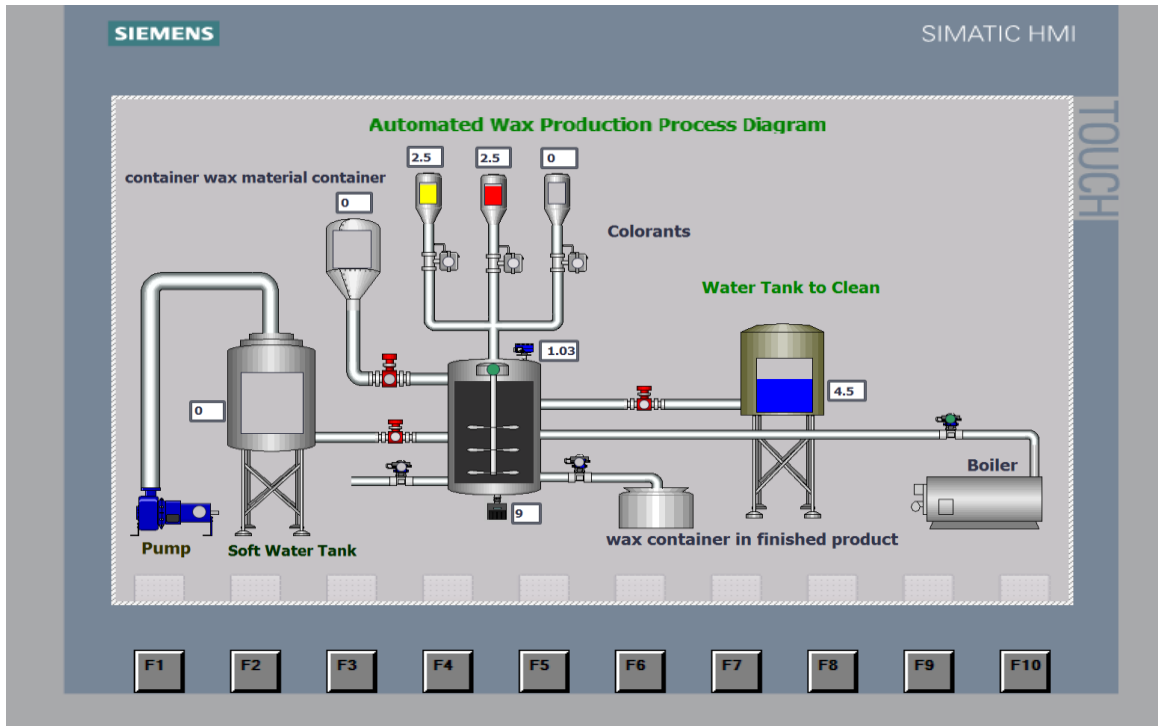 SIEMENS
SIMATIC HMI
TOUCH
Automated Wax Production Process Diagram
2.5
2.5
0
container wax material container
0
Colorants
Water Tank to Clean
1.03
4.5
0
Boiler
9
wax container in finished product
Pump
Soft Water Tank
F1
F2
F3
F4
F5
F6
F7
F8
F9
F10